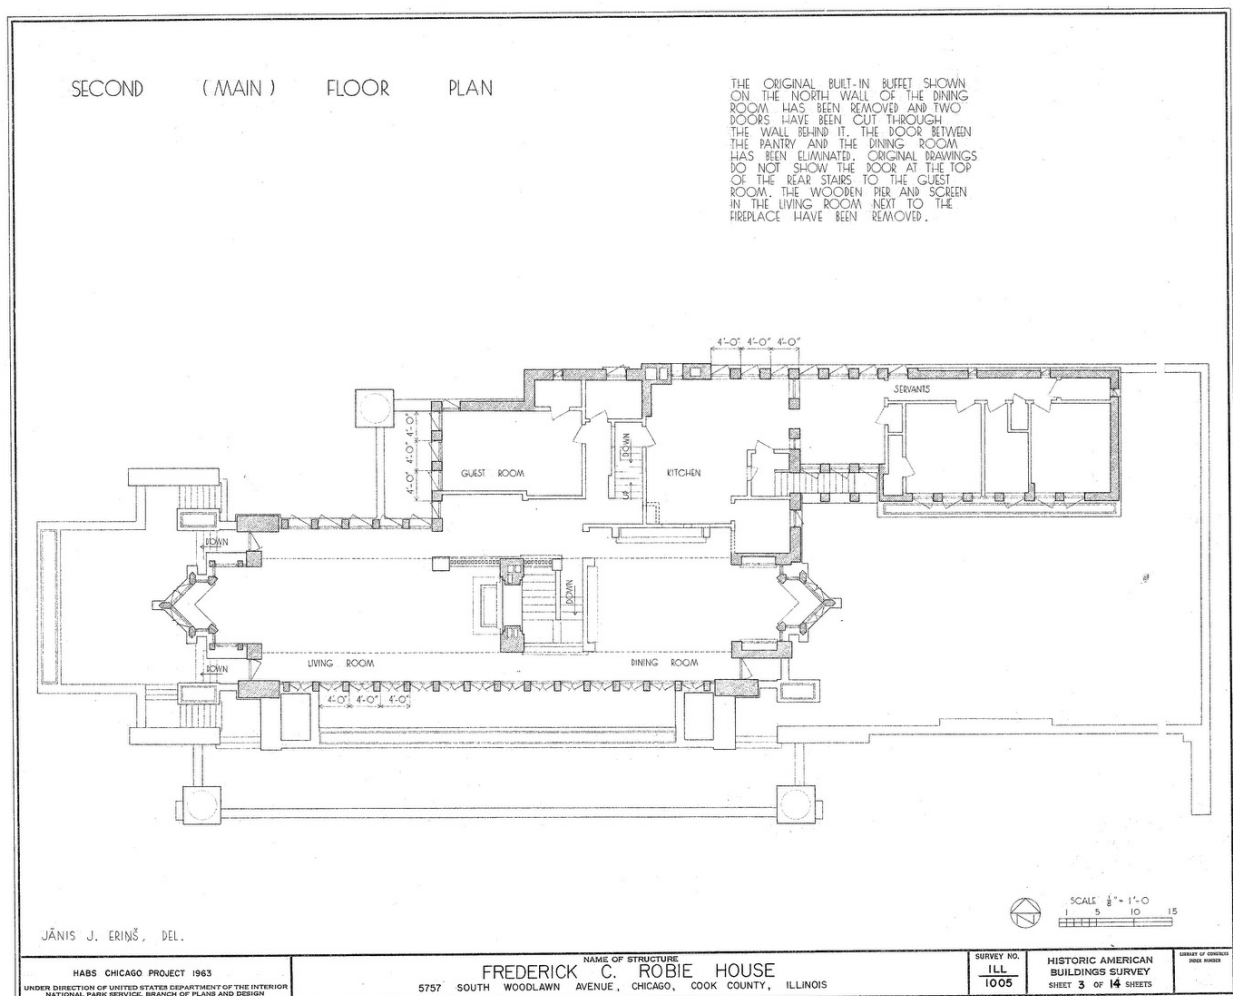 SECOND (MAIN) FLOOR PLAN
THE ORIGINAL BUILT-IN BUFFET SHOWN
ON THE NORTH WALL OF THE DINING
ROOM HAS BEEN REMOVED AND TWO
DOORS HAVE BEEN CUT THROUGH
THE WALL BEHIND IT. THE DOOR BETWEEN
THE PANTRY AND THE DINING ROOM
HAS BEEN ELIMINATED. ORIGINAL DRAWINGS
DO NOT SHOW THE DOOR AT THE TOP
OF THE REAR STAIRS TO THE GUEST
ROOM. THE WOODEN PIER AND SCREEN
IN THE LIVING ROOM NEXT TO THE
FIREPLACE HAVE BEEN REMOVED.
4'-0" 4'-0" 4'-0"
SERVANTS
4'-0" 4'-0" 4'-0"
GUEST ROOM
DOWN
UP
KITCHEN
DOWN
DOWN
DOWN
LIVING ROOM
DINING ROOM
4'-0" 4'-0" 4'-0"
SCALE 1/8" = 1'-0
1 5 10 15
JĀNIS J. ERIŅŠ, DEL.
HABS CHICAGO PROJECT 1963
UNDER DIRECTION OF UNITED STATES DEPARTMENT OF THE INTERIOR
NATIONAL PARK SERVICE, BRANCH OF PLANS AND DESIGN
NAME OF STRUCTURE
FREDERICK C. ROBIE HOUSE
5757 SOUTH WOODLAWN AVENUE, CHICAGO, COOK COUNTY, ILLINOIS
SURVEY NO.
ILL
1005
HISTORIC AMERICAN
BUILDINGS SURVEY
SHEET 3 OF 14 SHEETS
LIBRARY OF CONGRESS
INDEX NUMBER